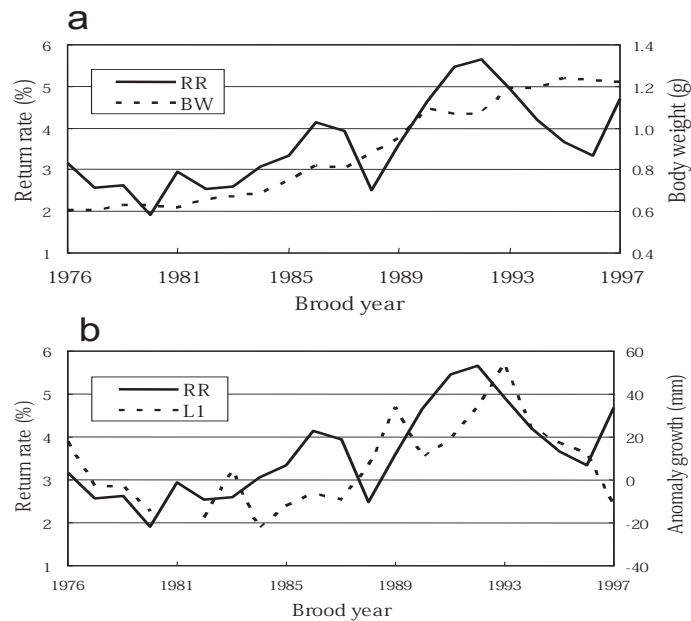 a
6
5
4
3
2
1
1.4
1.2
1.0
0.8
0.6
0.4
Return rate (%)
Body weight (g)
RR
BW
1976 1981 1985 1989 1993 1997
Brood year
b
6
5
4
3
2
1
60
40
20
0
-20
-40
Return rate (%)
Anomaly growth (mm)
RR
L1
1976 1981 1985 1989 1993 1997
Brood year